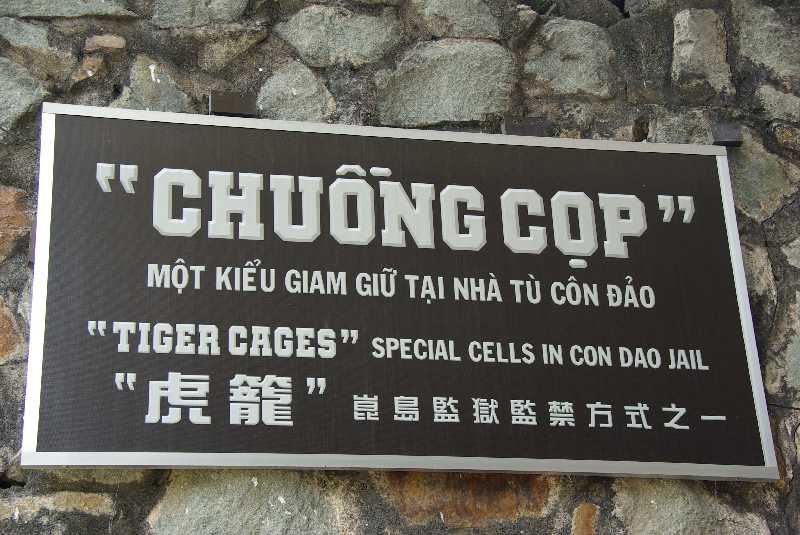 "CHUỒNG CỌP"
MỘT KIỂU GIAM GIỮ TẠI NHÀ TÙ CÔN ĐẢO
"TIGER CAGES" SPECIAL CELLS IN CON DAO JAIL
"虎籠" 崑島監獄監禁方式之一